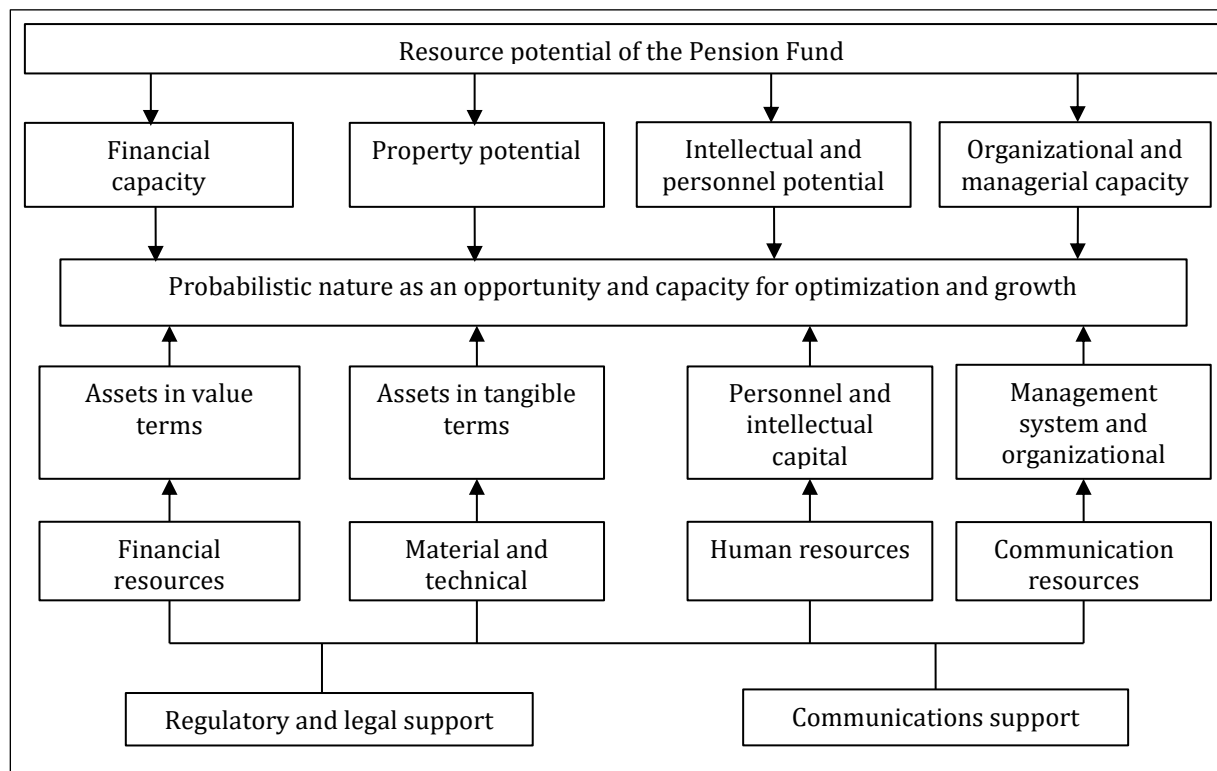 Resource potential of the Pension Fund
Financial
capacity
Property potential
Intellectual and
personnel potential
Organizational and
managerial capacity
Probabilistic nature as an opportunity and capacity for optimization and growth
Assets in value
terms
Assets in tangible
terms
Personnel and
intellectual
capital
Management
system and
organizational
Financial
resources
Material and
technical
Human resources
Communication
resources
Regulatory and legal support
Communications support